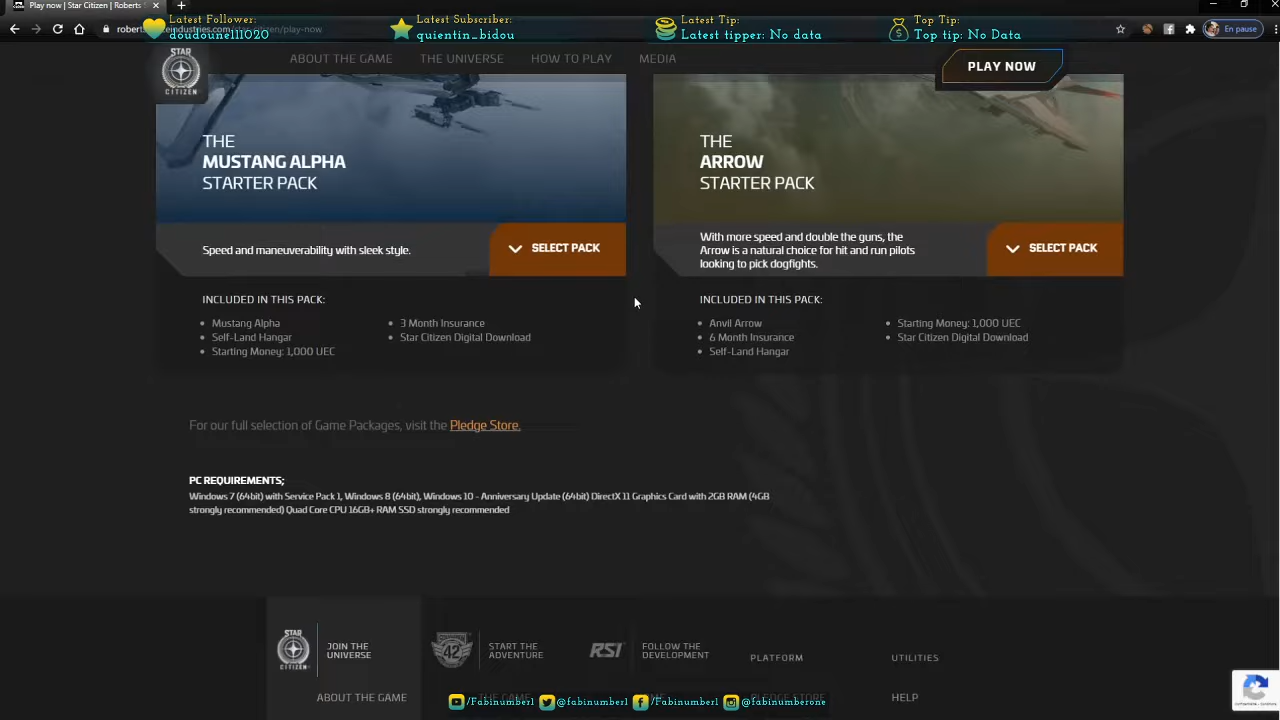 Play now | Star Citizen | Roberts
Latest Follower:
doudounell1020
Latest Subscriber:
quientin_bidou
Latest Tip:
Latest tipper: No data
Top Tip:
Top tip: No Data
En pause
STAR
CITIZEN
ABOUT THE GAME
THE UNIVERSE
HOW TO PLAY
MEDIA
PLAY NOW
THE
MUSTANG ALPHA
STARTER PACK
Speed and maneuverability with sleek style.
SELECT PACK
INCLUDED IN THIS PACK:
Mustang Alpha
Self-Land Hangar
Starting Money: 1,000 UEC
3 Month Insurance
Star Citizen Digital Download
THE
ARROW
STARTER PACK
With more speed and double the guns, the
Arrow is a natural choice for hit and run pilots
looking to pick dogfights.
SELECT PACK
INCLUDED IN THIS PACK:
Anvil Arrow
6 Month Insurance
Self-Land Hangar
Starting Money: 1,000 UEC
Star Citizen Digital Download
For our full selection of Game Packages, visit the Pledge Store.
PC REQUIREMENTS;
Windows 7 (64bit) with Service Pack 1, Windows 8 (64bit), Windows 10 - Anniversary Update (64bit) DirectX 11 Graphics Card with 2GB RAM (4GB
strongly recommended) Quad Core CPU 16GB+ RAM SSD strongly recommended
STAR
CITIZEN
JOIN THE
UNIVERSE
42
START THE
ADVENTURE
RSI
FOLLOW THE
DEVELOPMENT
PLATFORM
UTILITIES
ABOUT THE GAME
HELP
/Fabinumber1
@fabinumber1
/Fabinumber1
@fabinumberone